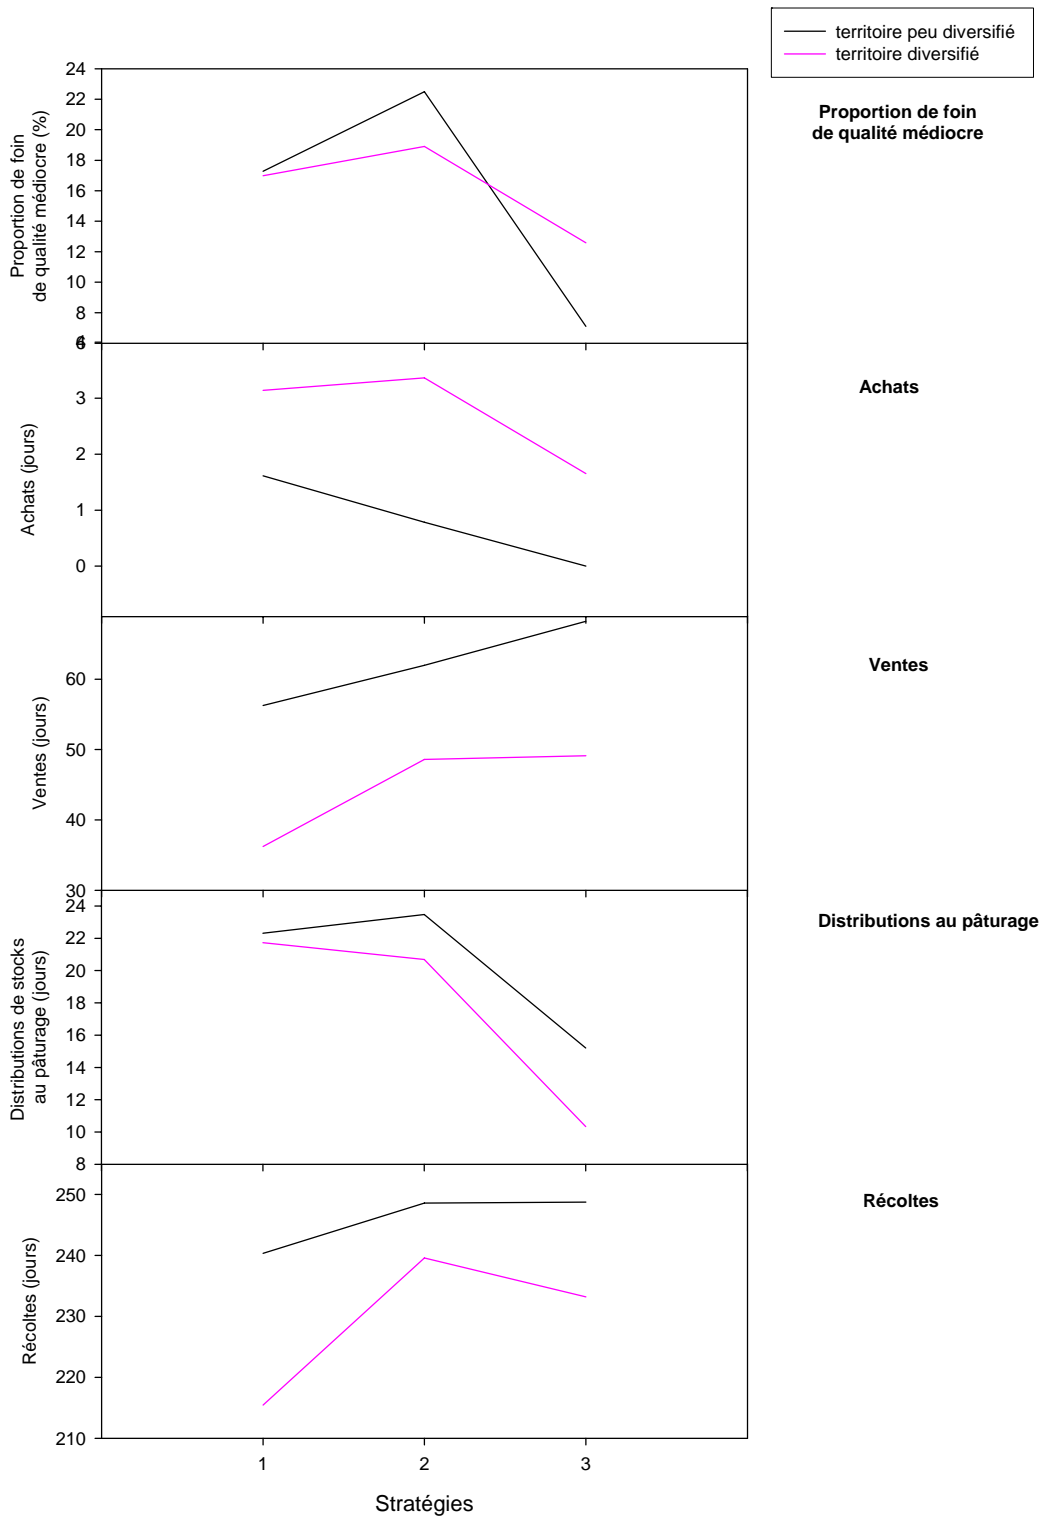 territoire peu diversifié
territoire diversifié
Proportion de foin
de qualité médiocre
Proportion de foin
de qualité médiocre (%)
24
22
20
18
16
14
12
10
8
6
Achats
Achats (jours)
4
3
2
1
0
Ventes
Ventes (jours)
60
50
40
30
Distributions au pâturage
Distributions de stocks
au pâturage (jours)
24
22
20
18
16
14
12
10
8
Récoltes
Récoltes (jours)
250
240
230
220
210
1 2 3
Stratégies